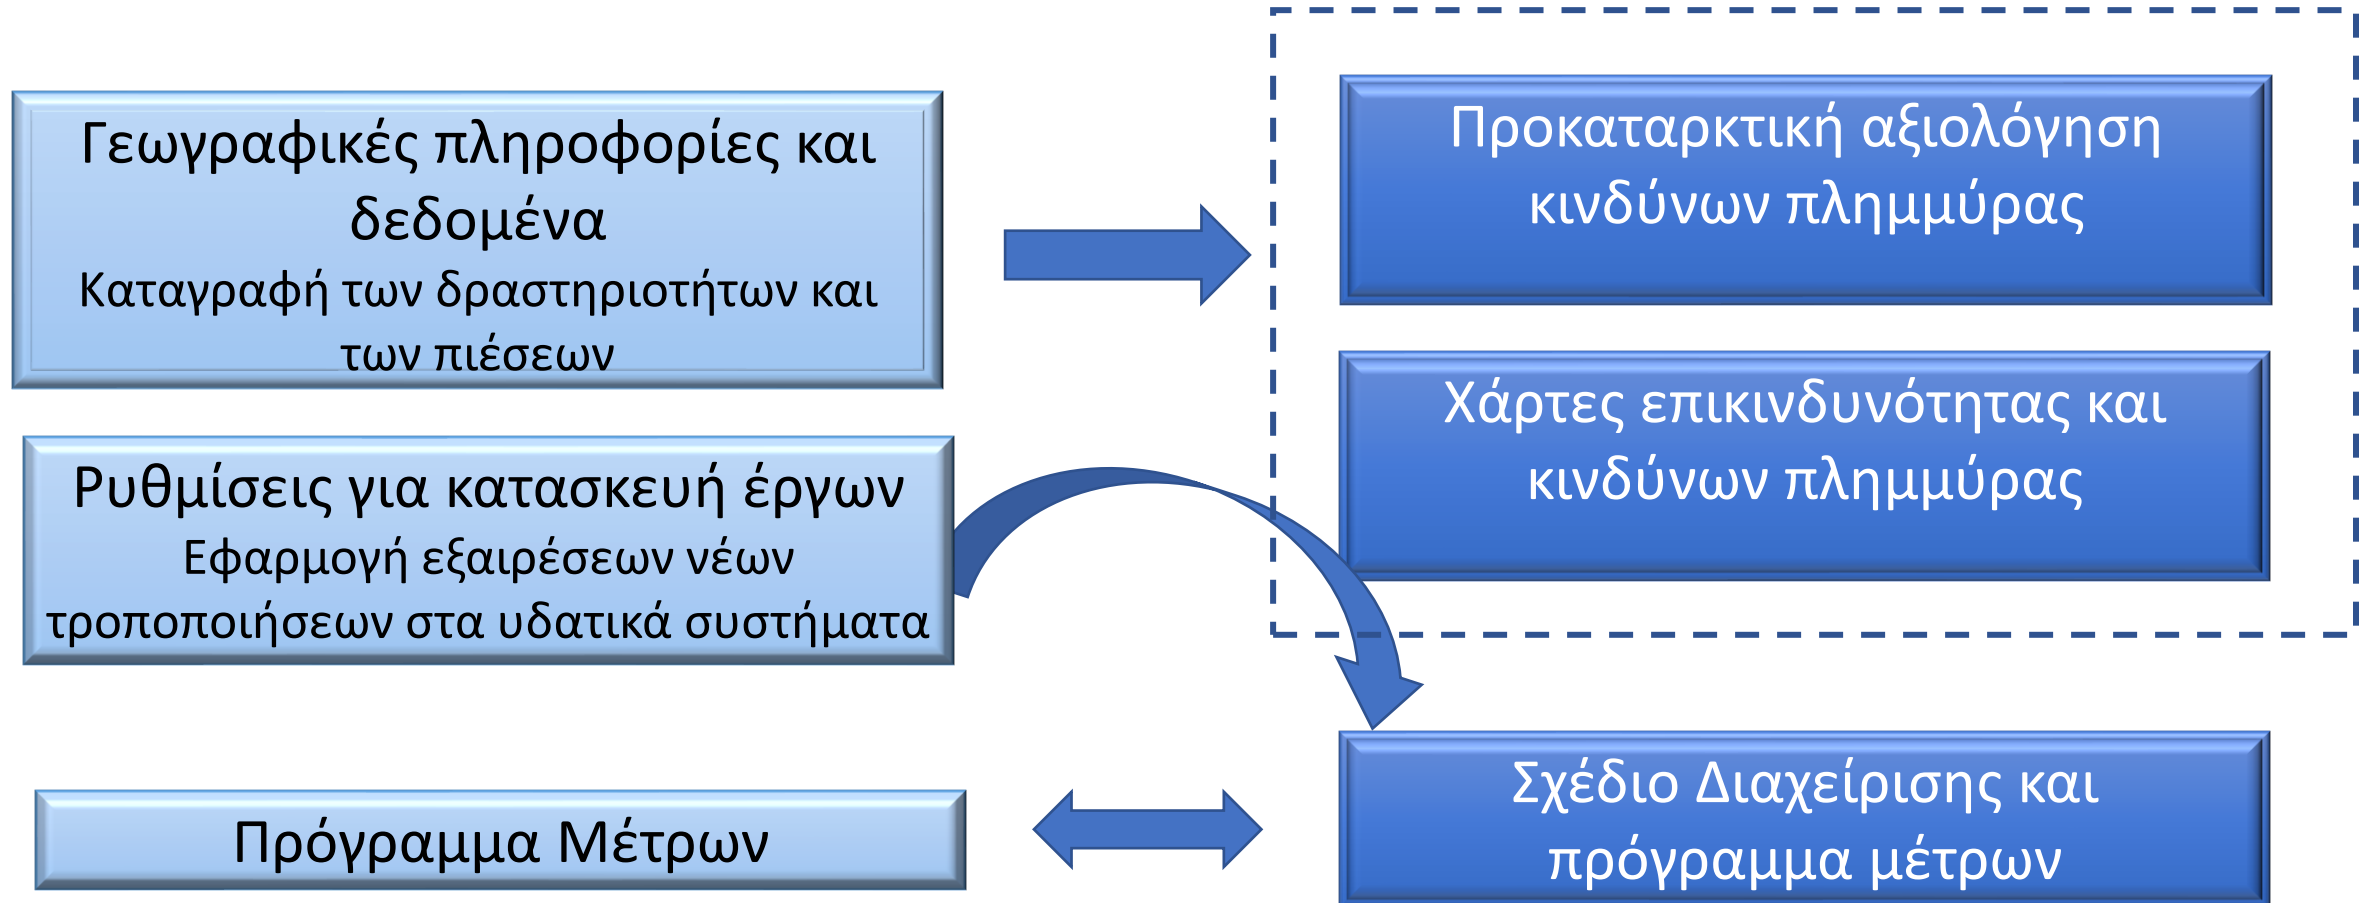 Γεωγραφικές πληροφορίες και
δεδομένα
Καταγραφή των δραστηριοτήτων και
των πιέσεων
Προκαταρκτική αξιολόγηση
κινδύνων πλημμύρας
Χάρτες επικινδυνότητας και
κινδύνων πλημμύρας
Ρυθμίσεις για κατασκευή έργων
Εφαρμογή εξαιρέσεων νέων
τροποποιήσεων στα υδατικά συστήματα
Πρόγραμμα Μέτρων
Σχέδιο Διαχείρισης και
πρόγραμμα μέτρων